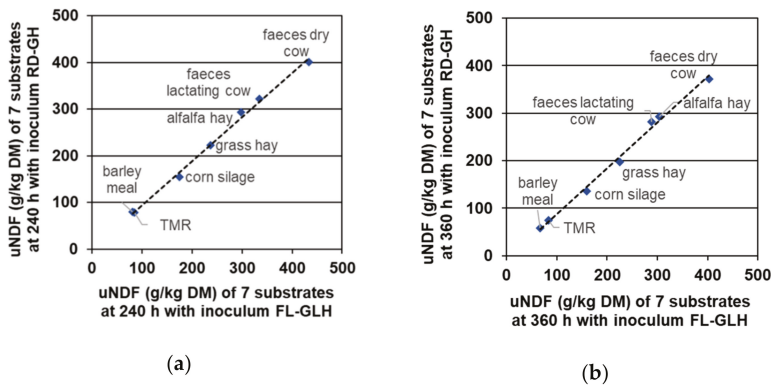 uNDF (g/kg DM) of 7 substrates
at 240 h with inoculum RD-GH
500
400
300
200
100
0
faeces dry
cow
faeces
lactating cow
alfalfa hay
grass hay
barley
meal
corn silage
TMR
0 100 200 300 400 500
uNDF (g/kg DM) of 7 substrates
at 240 h with inoculum FL-GLH
(a)
uNDF (g/kg DM) of 7 substrates
at 360 h with inoculum RD-GH
500
400
300
200
100
0
faeces dry
cow
faeces lactating
cow
alfalfa hay
grass hay
barley
meal
corn silage
TMR
0 100 200 300 400 500
uNDF (g/kg DM) of 7 substrates
at 360 h with inoculum FL-GLH
(b)